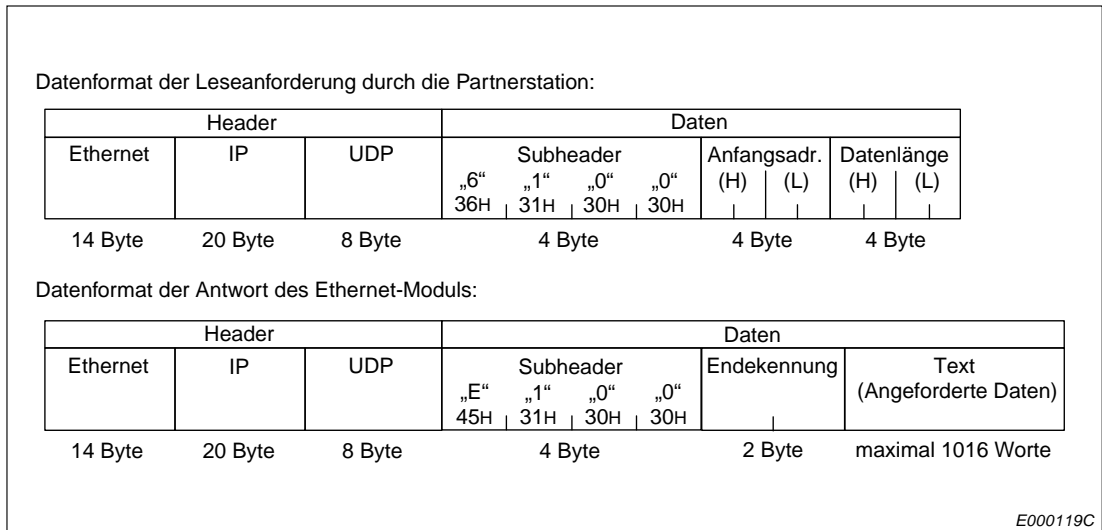 Datenformat der Leseanforderung durch die Partnerstation:
Header Daten
Ethernet IP UDP Subheader Anfangsadr. Datenlänge
„6“ „1“ „0“ „0“ (H) (L) (H) (L)
36H 31H 30H 30H
14 Byte 20 Byte 8 Byte 4 Byte 4 Byte 4 Byte
Datenformat der Antwort des Ethernet-Moduls:
Header Daten
Ethernet IP UDP Subheader Endekennung Text
„E“ „1“ „0“ „0“ (Angeforderte Daten)
45H 31H 30H 30H
14 Byte 20 Byte 8 Byte 4 Byte 2 Byte maximal 1016 Worte
E000119C